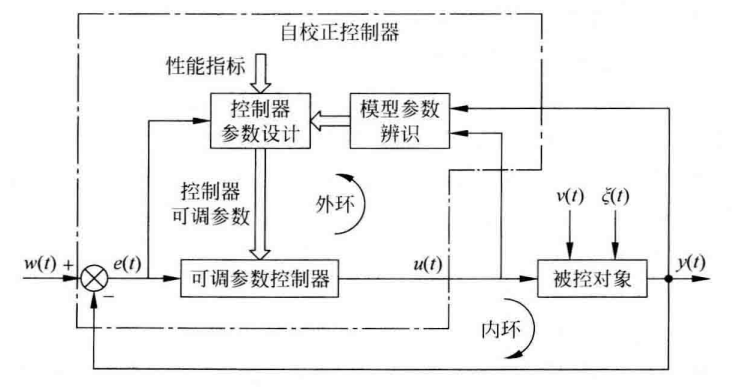 自校正控制器
性能指标
控制器
参数设计
模型参数
辨识
控制器
可调参数
外环
v(t)
ξ(t)
w(t)
+
e(t)
−
可调参数控制器
u(t)
被控对象
y(t)
内环